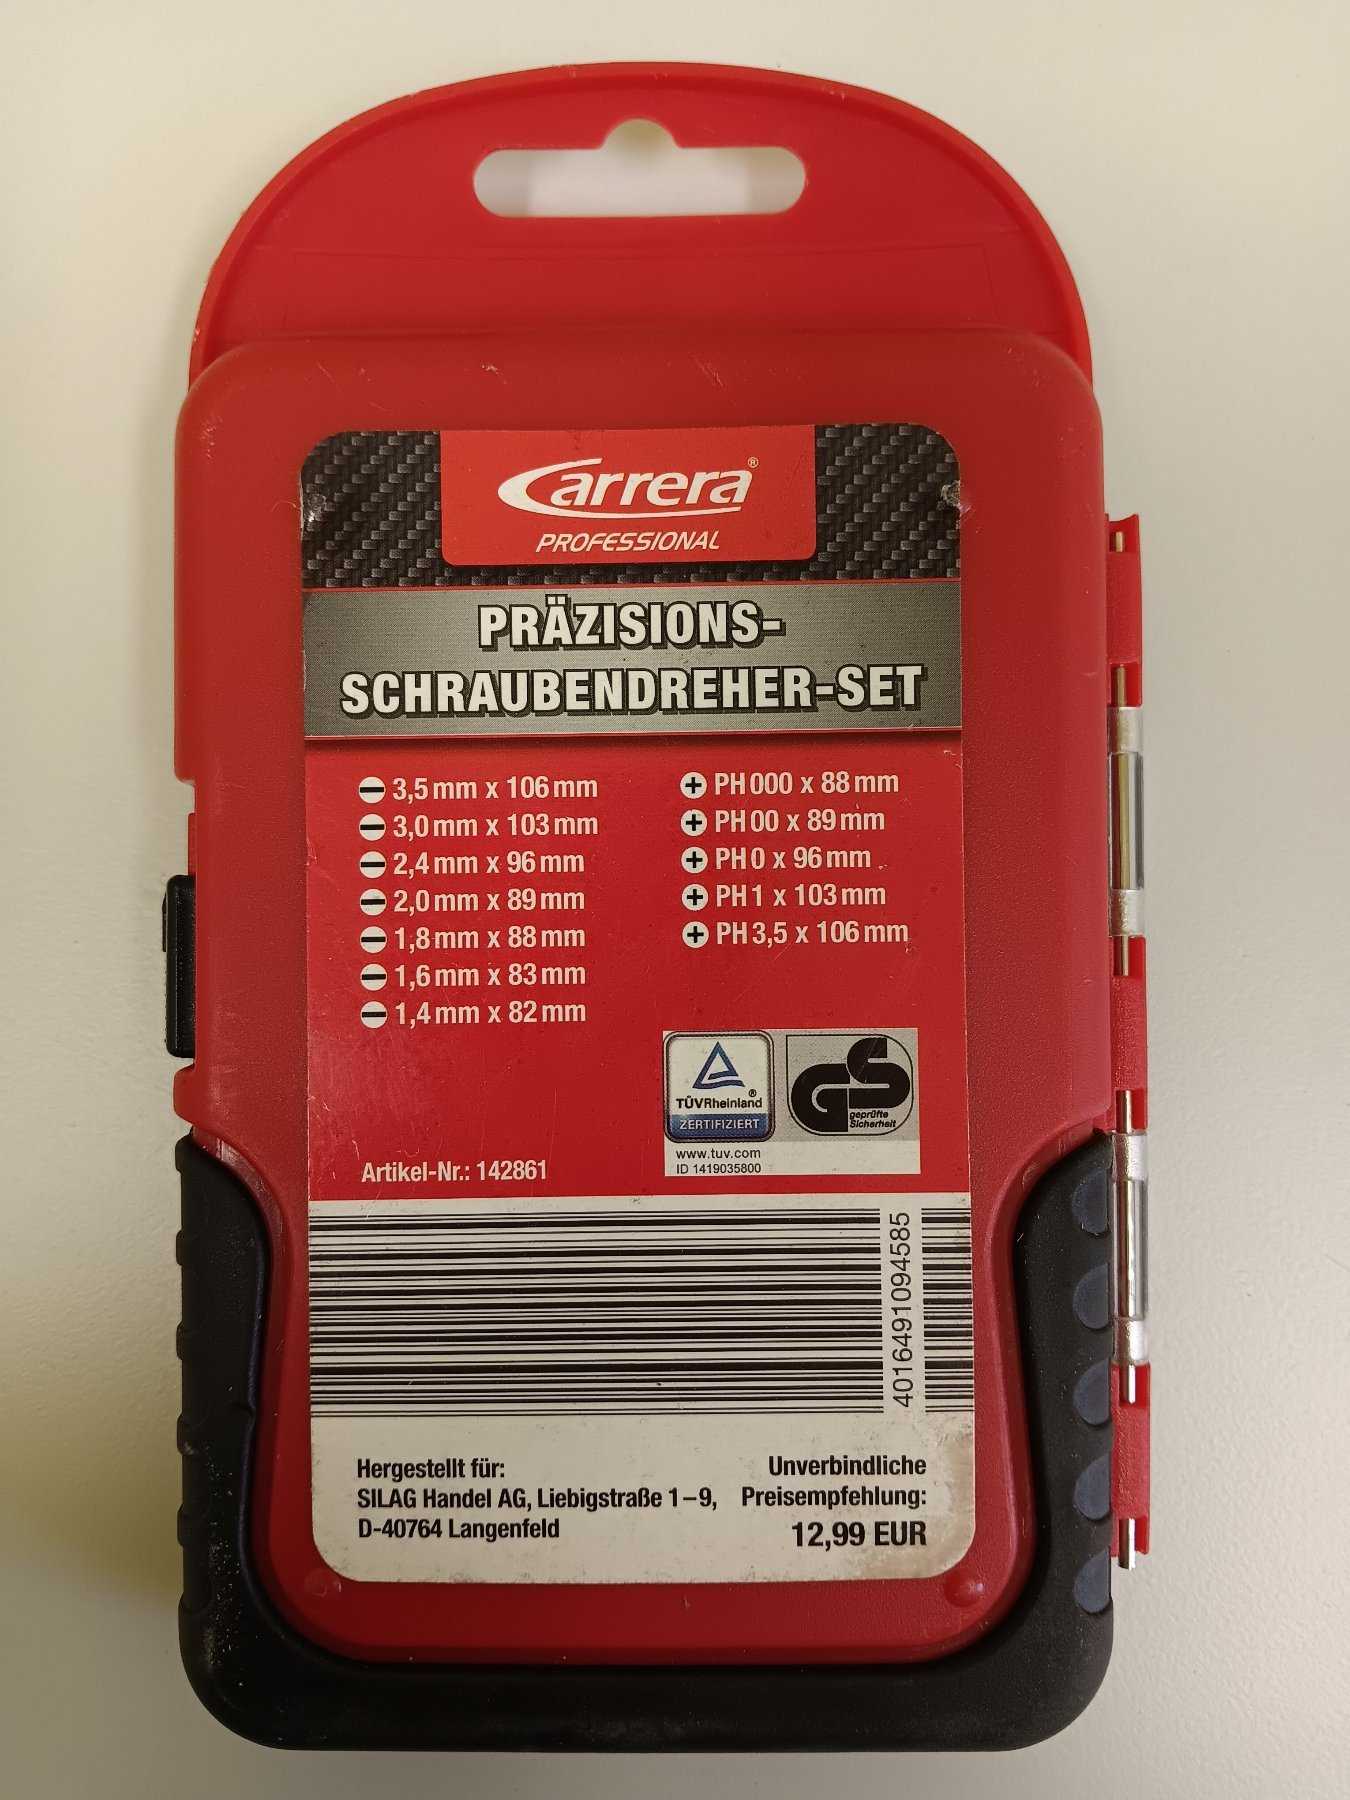 Carrera®
PROFESSIONAL
PRÄZISIONS-
SCHRAUBENDREHER-SET
3,5 mm x 106 mm
3,0 mm x 103 mm
2,4 mm x 96 mm
2,0 mm x 89 mm
1,8 mm x 88 mm
1,6 mm x 83 mm
1,4 mm x 82 mm
PH 000 x 88 mm
PH 00 x 89 mm
PH 0 x 96 mm
PH 1 x 103 mm
PH 3,5 x 106 mm
TÜVRheinland®
ZERTIFIZIERT
GS
geprüfte
Sicherheit
www.tuv.com
ID 1419035800
Artikel-Nr.: 142861
4016491094585
Hergestellt für:
SILAG Handel AG, Liebigstraße 1–9,
D-40764 Langenfeld
Unverbindliche
Preisempfehlung:
12,99 EUR